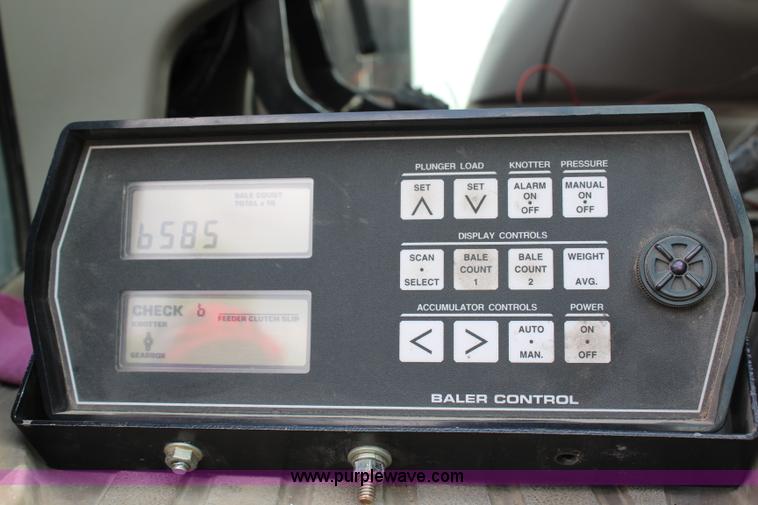 PLUNGER LOAD KNOTTER PRESSURE
SET SET ALARM ON • OFF MANUAL ON • OFF
BALE COUNT
TOTAL x 10
6585
DISPLAY CONTROLS
SCAN • SELECT BALE COUNT 1 BALE COUNT 2 WEIGHT AVG.
CHECK 6 FEEDER CLUTCH SLIP
KNOTTER
GEARBOX
ACCUMULATOR CONTROLS POWER
< > AUTO • MAN. ON • OFF
BALER CONTROL
www.purplewave.com